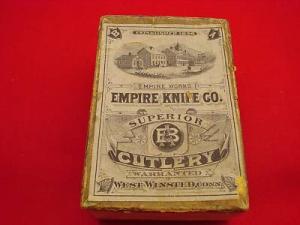 ESTABLISHED 1856
EMPIRE WORKS
EMPIRE KNIFE CO.
SUPERIOR
CUTLERY
WARRANTED
WEST WINSTED, CONN.